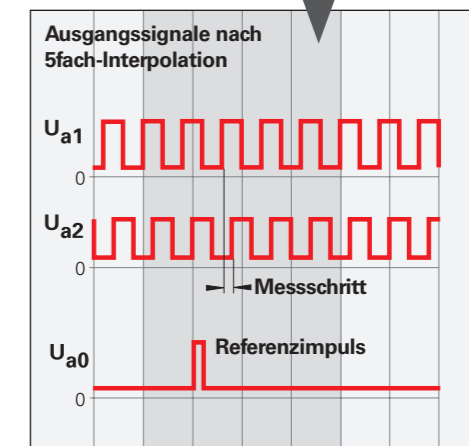 Ausgangssignale nach
5fach-Interpolation
Ua1
0
Ua2
0
Messschritt
Referenzimpuls
Ua0
0